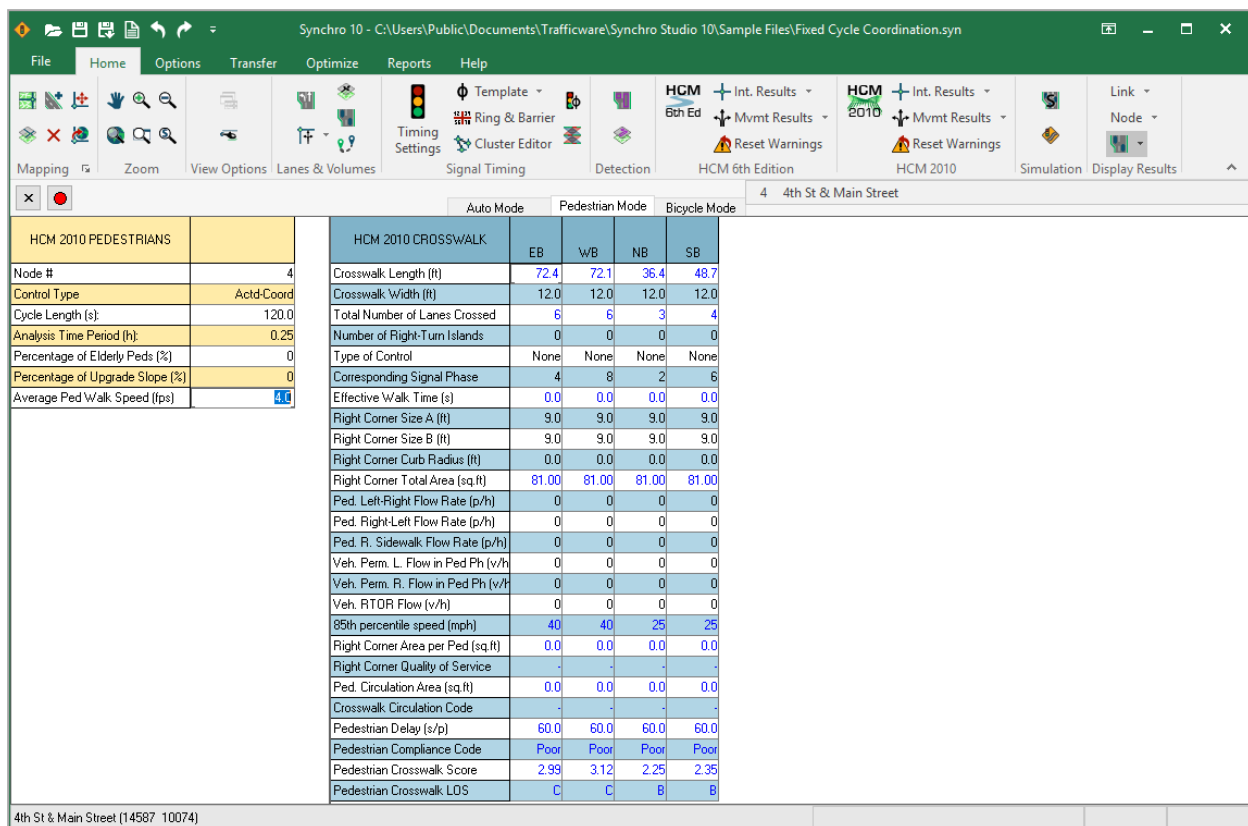 Synchro 10 - C:\Users\Public\Documents\Trafficware\Synchro Studio 10\Sample Files\Fixed Cycle Coordination.syn
File Home Options Transfer Optimize Reports Help
Template
Ring & Barrier
Cluster Editor
Timing
Settings
HCM
6th Ed
Int. Results
Mvmt Results
Reset Warnings
HCM
2010
Int. Results
Mvmt Results
Reset Warnings
Link
Node
Mapping Zoom View Options Lanes & Volumes Signal Timing Detection HCM 6th Edition HCM 2010 Simulation Display Results
Auto Mode Pedestrian Mode Bicycle Mode 4 4th St & Main Street
HCM 2010 PEDESTRIANS
Node # 4
Control Type Actd-Coord
Cycle Length (s): 120.0
Analysis Time Period (h): 0.25
Percentage of Elderly Peds (%) 0
Percentage of Upgrade Slope (%) 0
Average Ped Walk Speed (fps) 4.0
HCM 2010 CROSSWALK EB WB NB SB
Crosswalk Length (ft) 72.4 72.1 36.4 48.7
Crosswalk Width (ft) 12.0 12.0 12.0 12.0
Total Number of Lanes Crossed 6 6 3 4
Number of Right-Turn Islands 0 0 0 0
Type of Control None None None None
Corresponding Signal Phase 4 8 2 6
Effective Walk Time (s) 0.0 0.0 0.0 0.0
Right Corner Size A (ft) 9.0 9.0 9.0 9.0
Right Corner Size B (ft) 9.0 9.0 9.0 9.0
Right Corner Curb Radius (ft) 0.0 0.0 0.0 0.0
Right Corner Total Area (sq.ft) 81.00 81.00 81.00 81.00
Ped. Left-Right Flow Rate (p/h) 0 0 0 0
Ped. Right-Left Flow Rate (p/h) 0 0 0 0
Ped. R. Sidewalk Flow Rate (p/h) 0 0 0 0
Veh. Perm. L. Flow in Ped Ph (v/h 0 0 0 0
Veh. Perm. R. Flow in Ped Ph (v/h 0 0 0 0
Veh. RTOR Flow (v/h) 0 0 0 0
85th percentile speed (mph) 40 40 25 25
Right Corner Area per Ped (sq.ft) 0.0 0.0 0.0 0.0
Right Corner Quality of Service - - - -
Ped. Circulation Area (sq.ft) 0.0 0.0 0.0 0.0
Crosswalk Circulation Code - - - -
Pedestrian Delay (s/p) 60.0 60.0 60.0 60.0
Pedestrian Compliance Code Poor Poor Poor Poor
Pedestrian Crosswalk Score 2.99 3.12 2.25 2.35
Pedestrian Crosswalk LOS C C B B
4th St & Main Street (14587 10074)